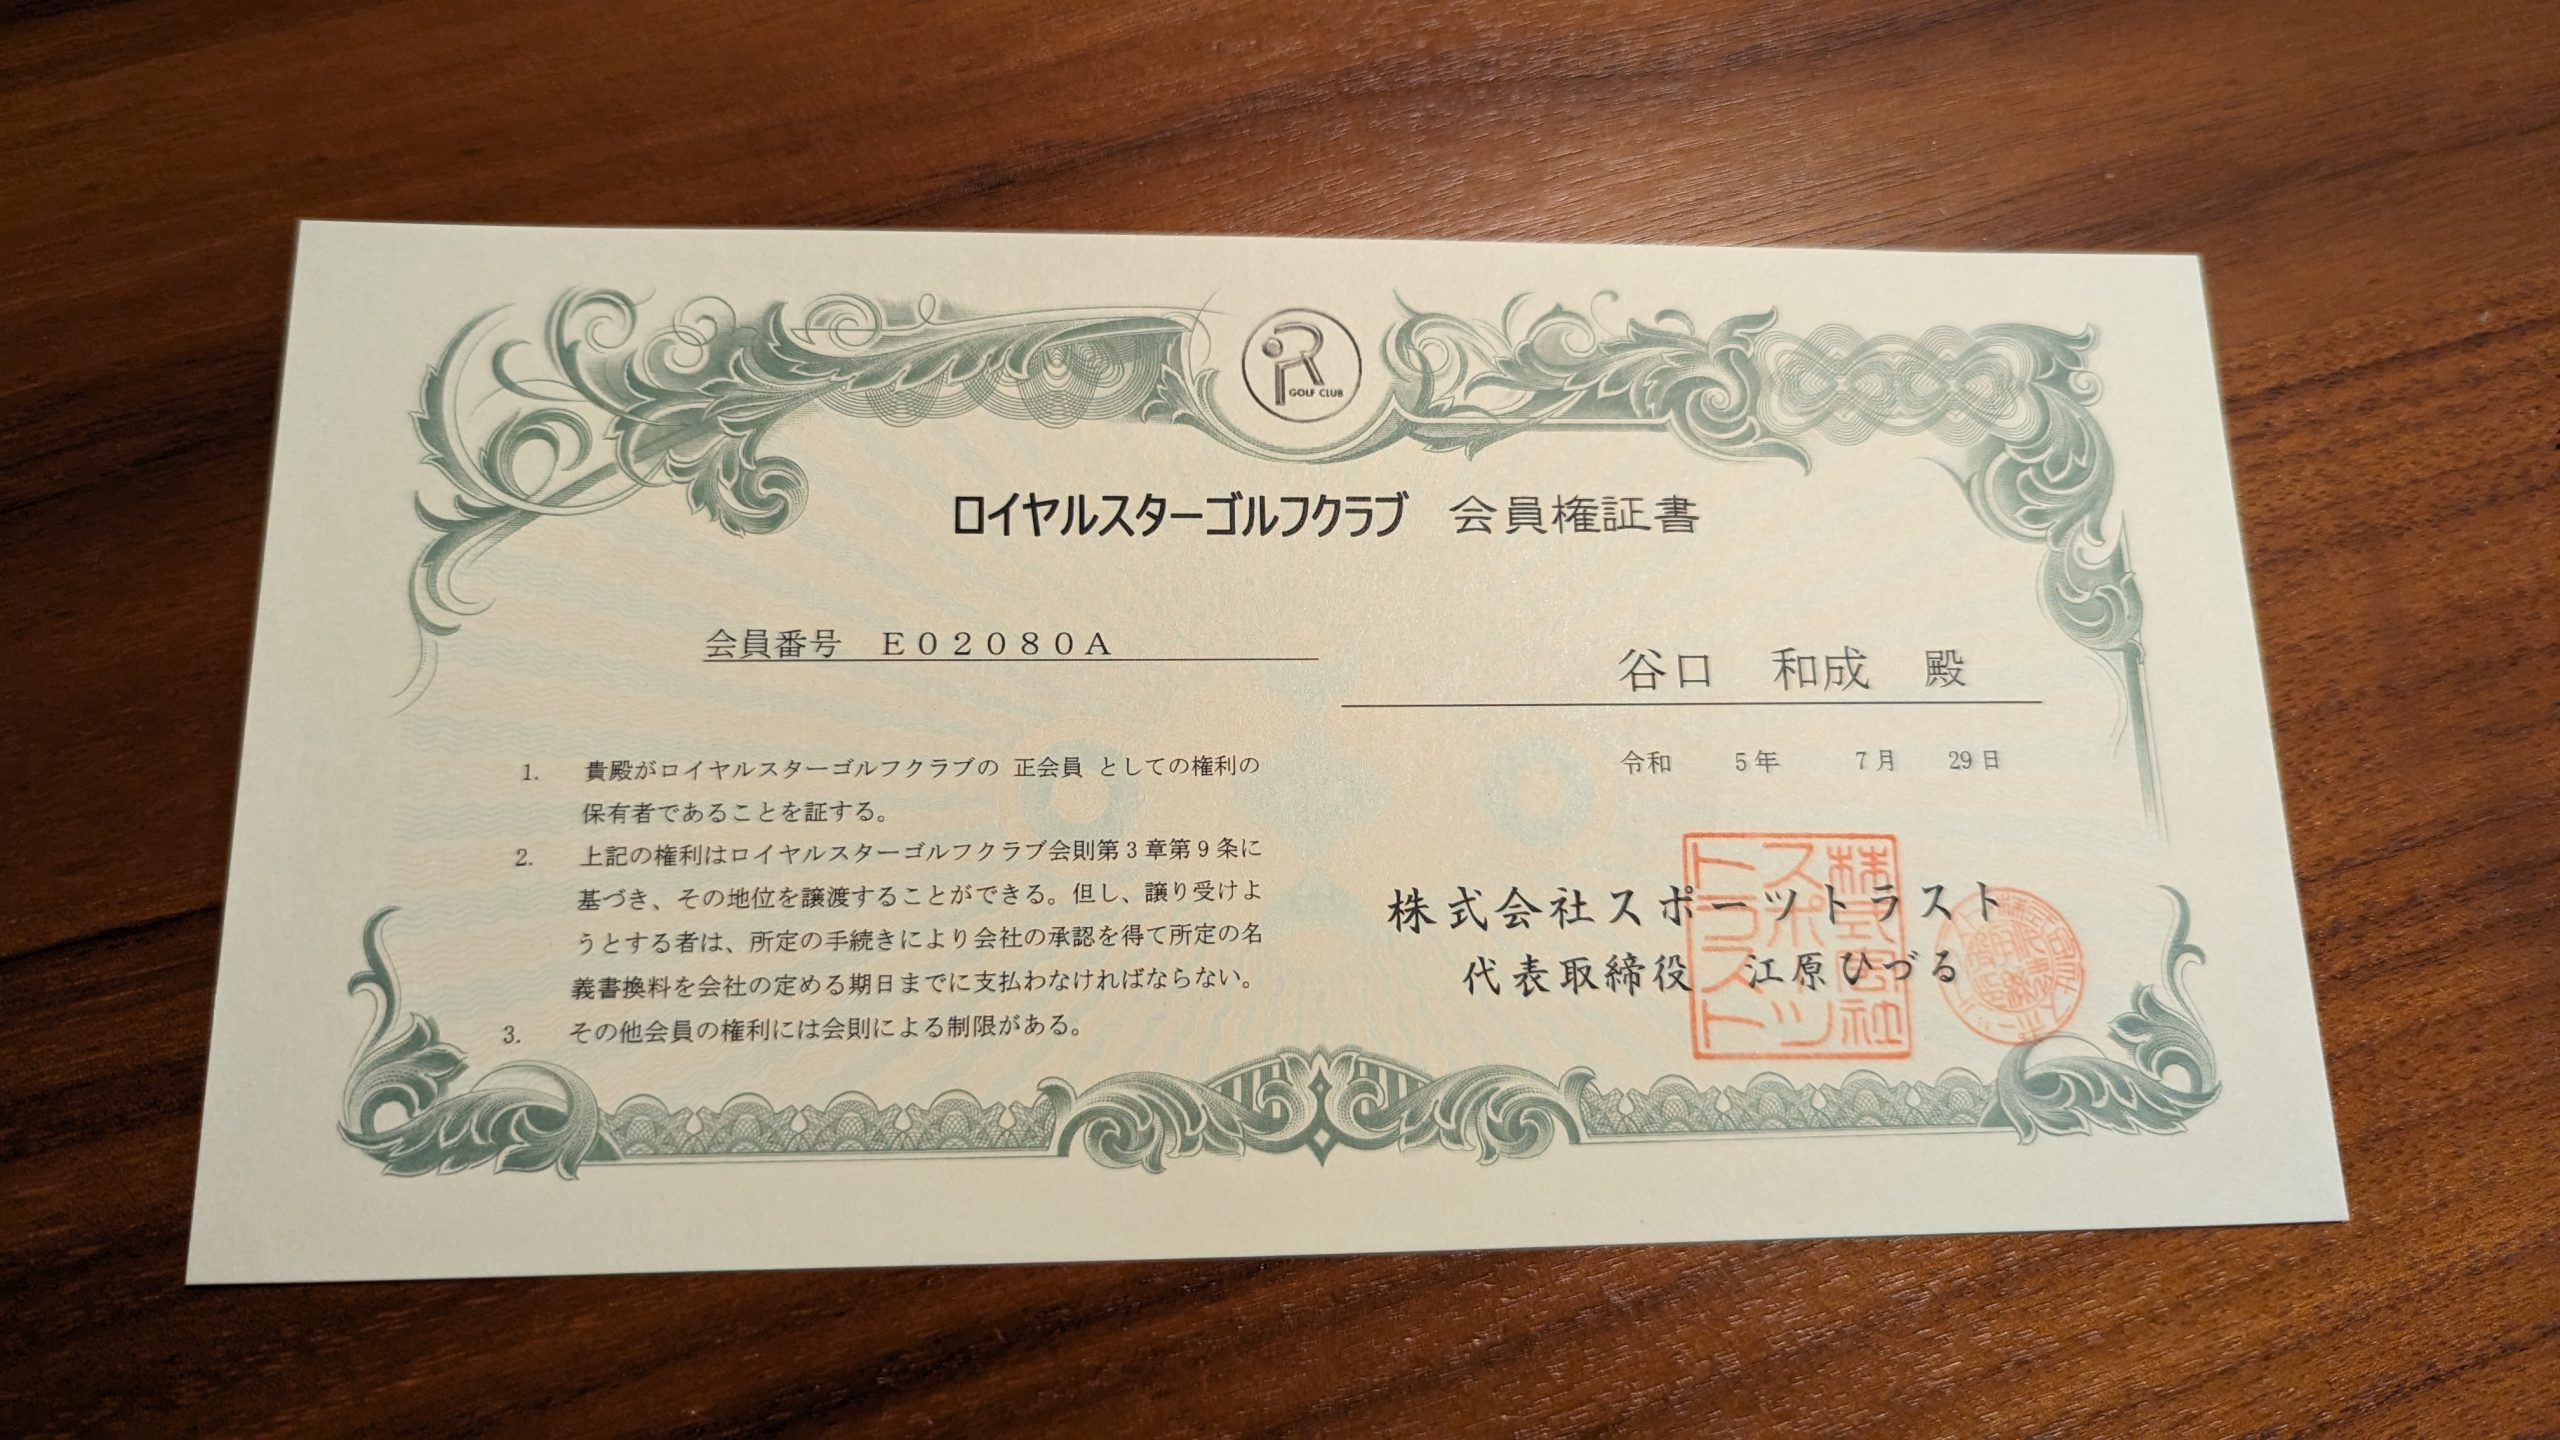 GOLF CLUB
ロイヤルスターゴルフクラブ 会員権証書
会員番号 E02080A
谷口 和成 殿
令和 5年 7月 29日
1. 貴殿がロイヤルスターゴルフクラブの 正会員 としての権利の
保有者であることを証する。
2. 上記の権利はロイヤルスターゴルフクラブ会則第3章第9条に
基づき、その地位を譲渡することができる。但し、譲り受けよ
うとする者は、所定の手続きにより会社の承認を得て所定の名
義書換料を会社の定める期日までに支払わなければならない。
3. その他会員の権利には会則による制限がある。
株式会社スポーツトラスト
代表取締役 江原ひづる
株式会社
スポーツ
トラスト